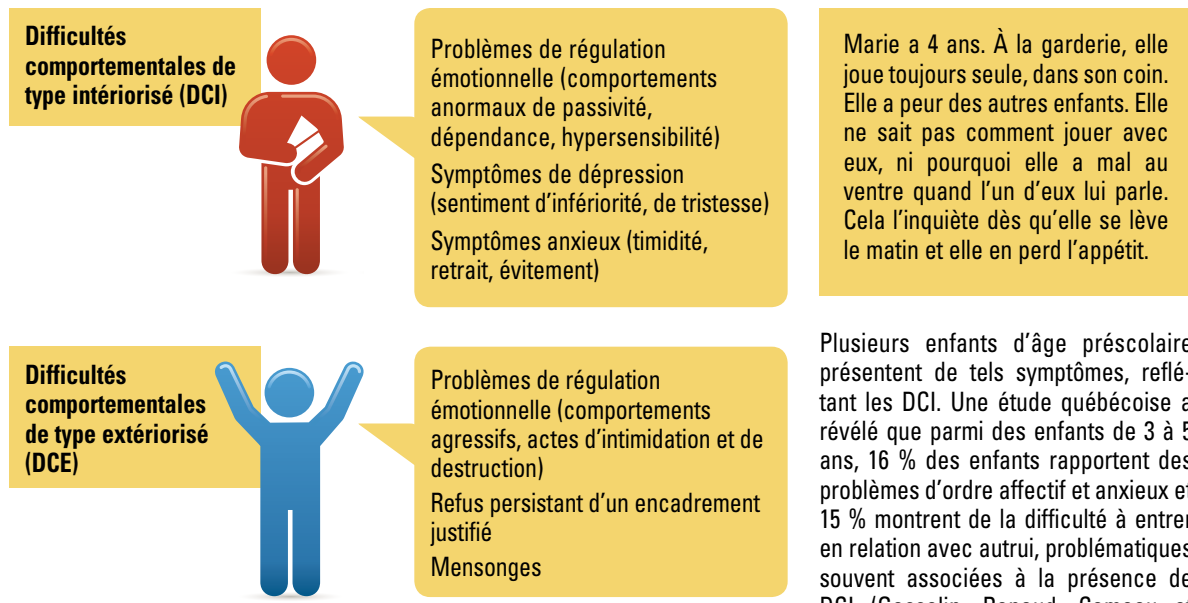 Difficultés
comportementales de
type intériorisé (DCI)
Problèmes de régulation
émotionnelle (comportements
anormaux de passivité,
dépendance, hypersensibilité)
Symptômes de dépression
(sentiment d’infériorité, de tristesse)
Symptômes anxieux (timidité,
retrait, évitement)
Difficultés
comportementales
de type extériorisé
(DCE)
Problèmes de régulation
émotionnelle (comportements
agressifs, actes d’intimidation et de
destruction)
Refus persistant d’un encadrement
justifié
Mensonges
Marie a 4 ans. À la garderie, elle
joue toujours seule, dans son coin.
Elle a peur des autres enfants. Elle
ne sait pas comment jouer avec
eux, ni pourquoi elle a mal au
ventre quand l’un d’eux lui parle.
Cela l’inquiète dès qu’elle se lève
le matin et elle en perd l’appétit.
Plusieurs enfants d’âge préscolaire
présentent de tels symptômes, reflé-
tant les DCI. Une étude québécoise a
révélé que parmi des enfants de 3 à 5
ans, 16 % des enfants rapportent des
problèmes d’ordre affectif et anxieux et
15 % montrent de la difficulté à entrer
en relation avec autrui, problématiques
souvent associées à la présence de